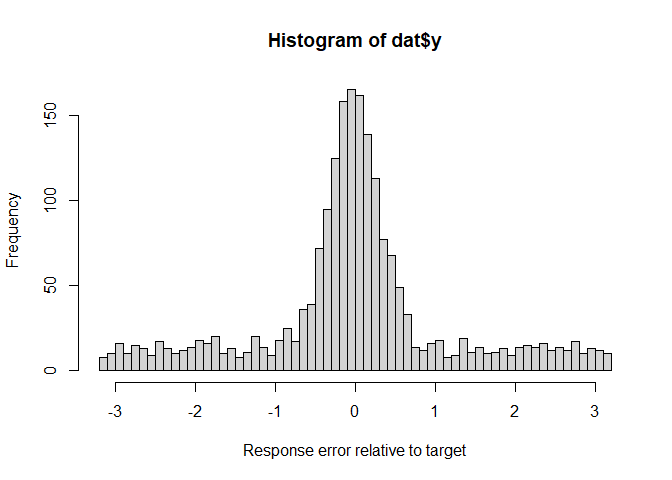 Histogram of dat$y
Frequency
0 50 100 150
-3 -2 -1 0 1 2 3
Response error relative to target